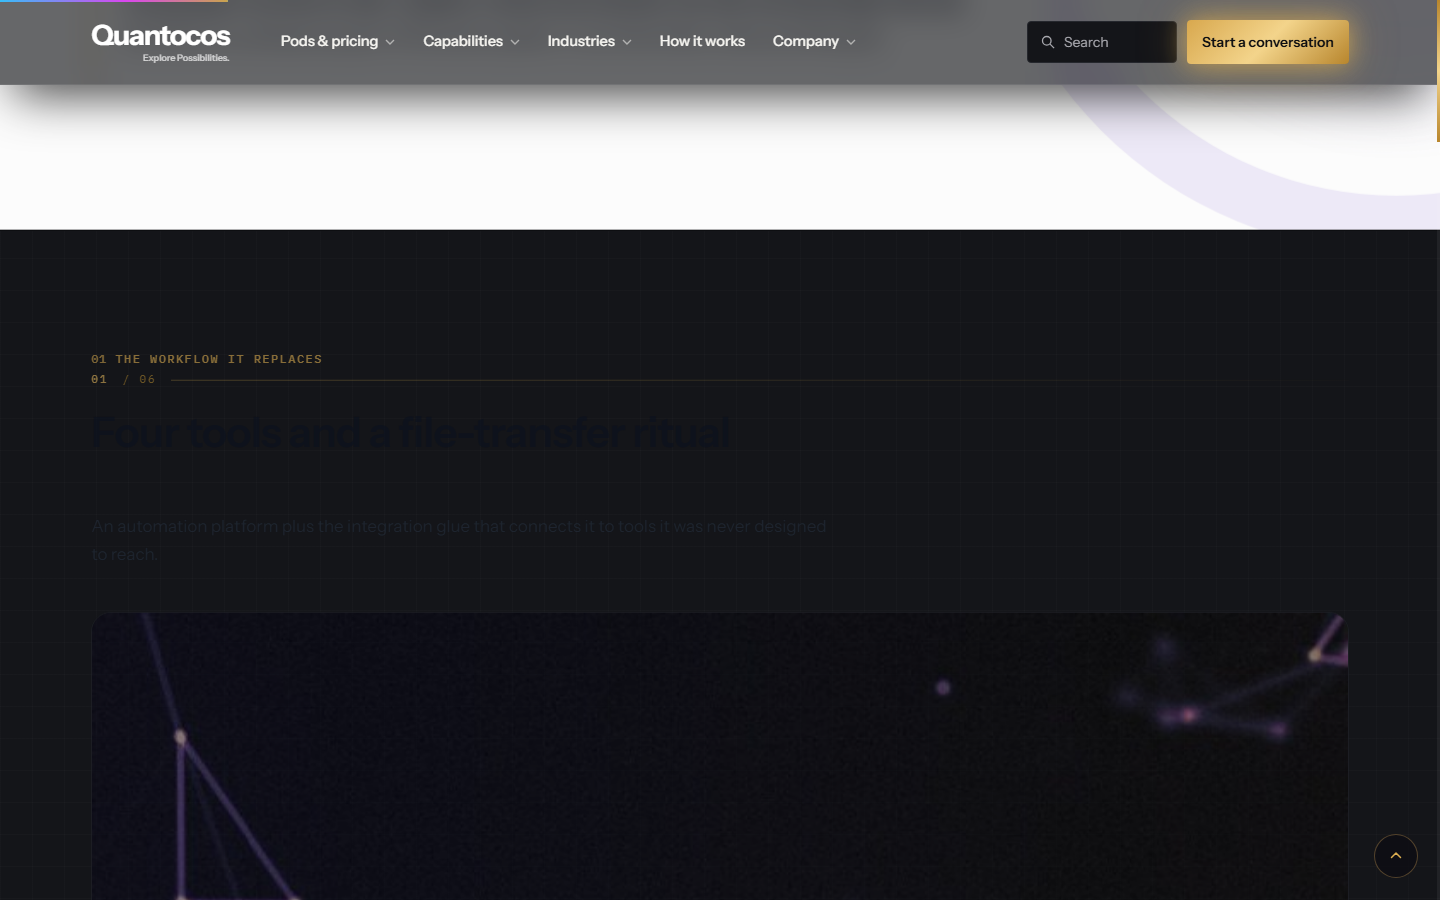 Quantocos
Explore Possibilities.
Pods & pricing
Capabilities
Industries
How it works
Company
Search
Start a conversation
01 THE WORKFLOW IT REPLACES
01 / 06
Four tools and a file-transfer ritual
An automation platform plus the integration glue that connects it to tools it was never designed
to reach.